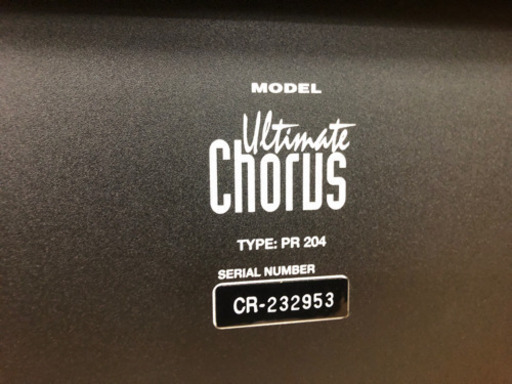 MODEL
Ultimate
Chorus
TYPE: PR 204
SERIAL NUMBER
CR-232953